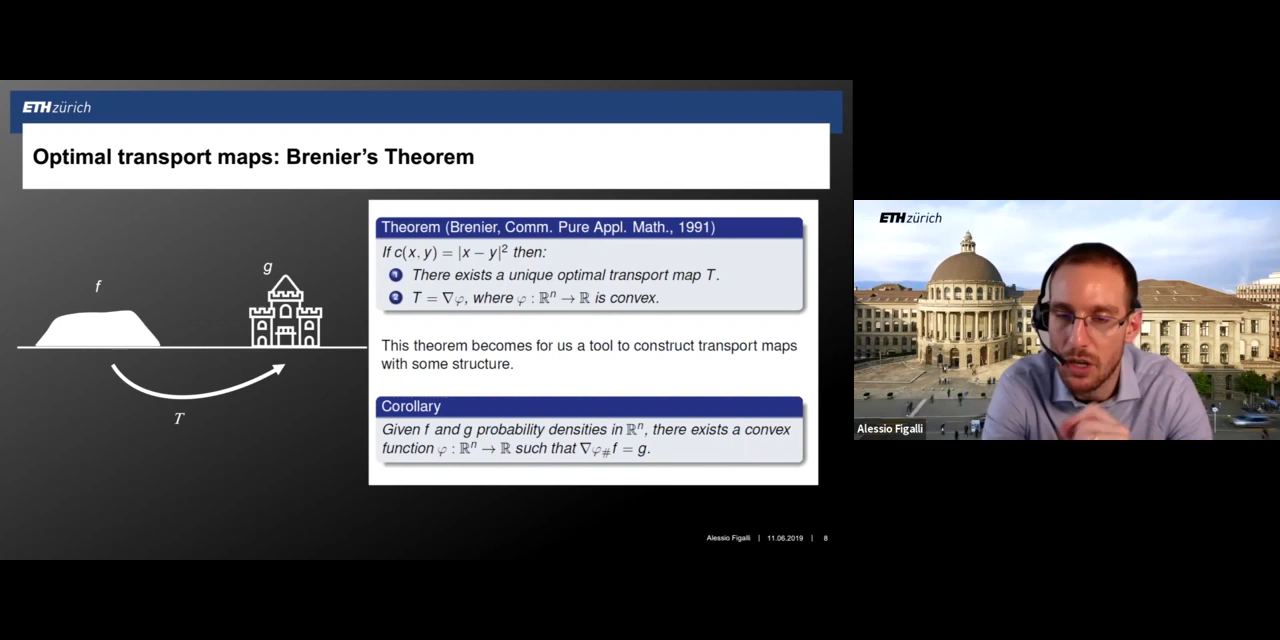 ETH zürich
Optimal transport maps: Brenier's Theorem
f
g
T
Theorem (Brenier, Comm. Pure Appl. Math., 1991)
If c(x, y) = |x − y|² then:
1 There exists a unique optimal transport map T.
2 T = ∇φ, where φ : ℝⁿ → ℝ is convex.
This theorem becomes for us a tool to construct transport maps
with some structure.
Corollary
Given f and g probability densities in ℝⁿ, there exists a convex
function φ : ℝⁿ → ℝ such that ∇φ#f = g.
Alessio Figalli | 11.06.2019 | 8
ETH zürich
Alessio Figalli